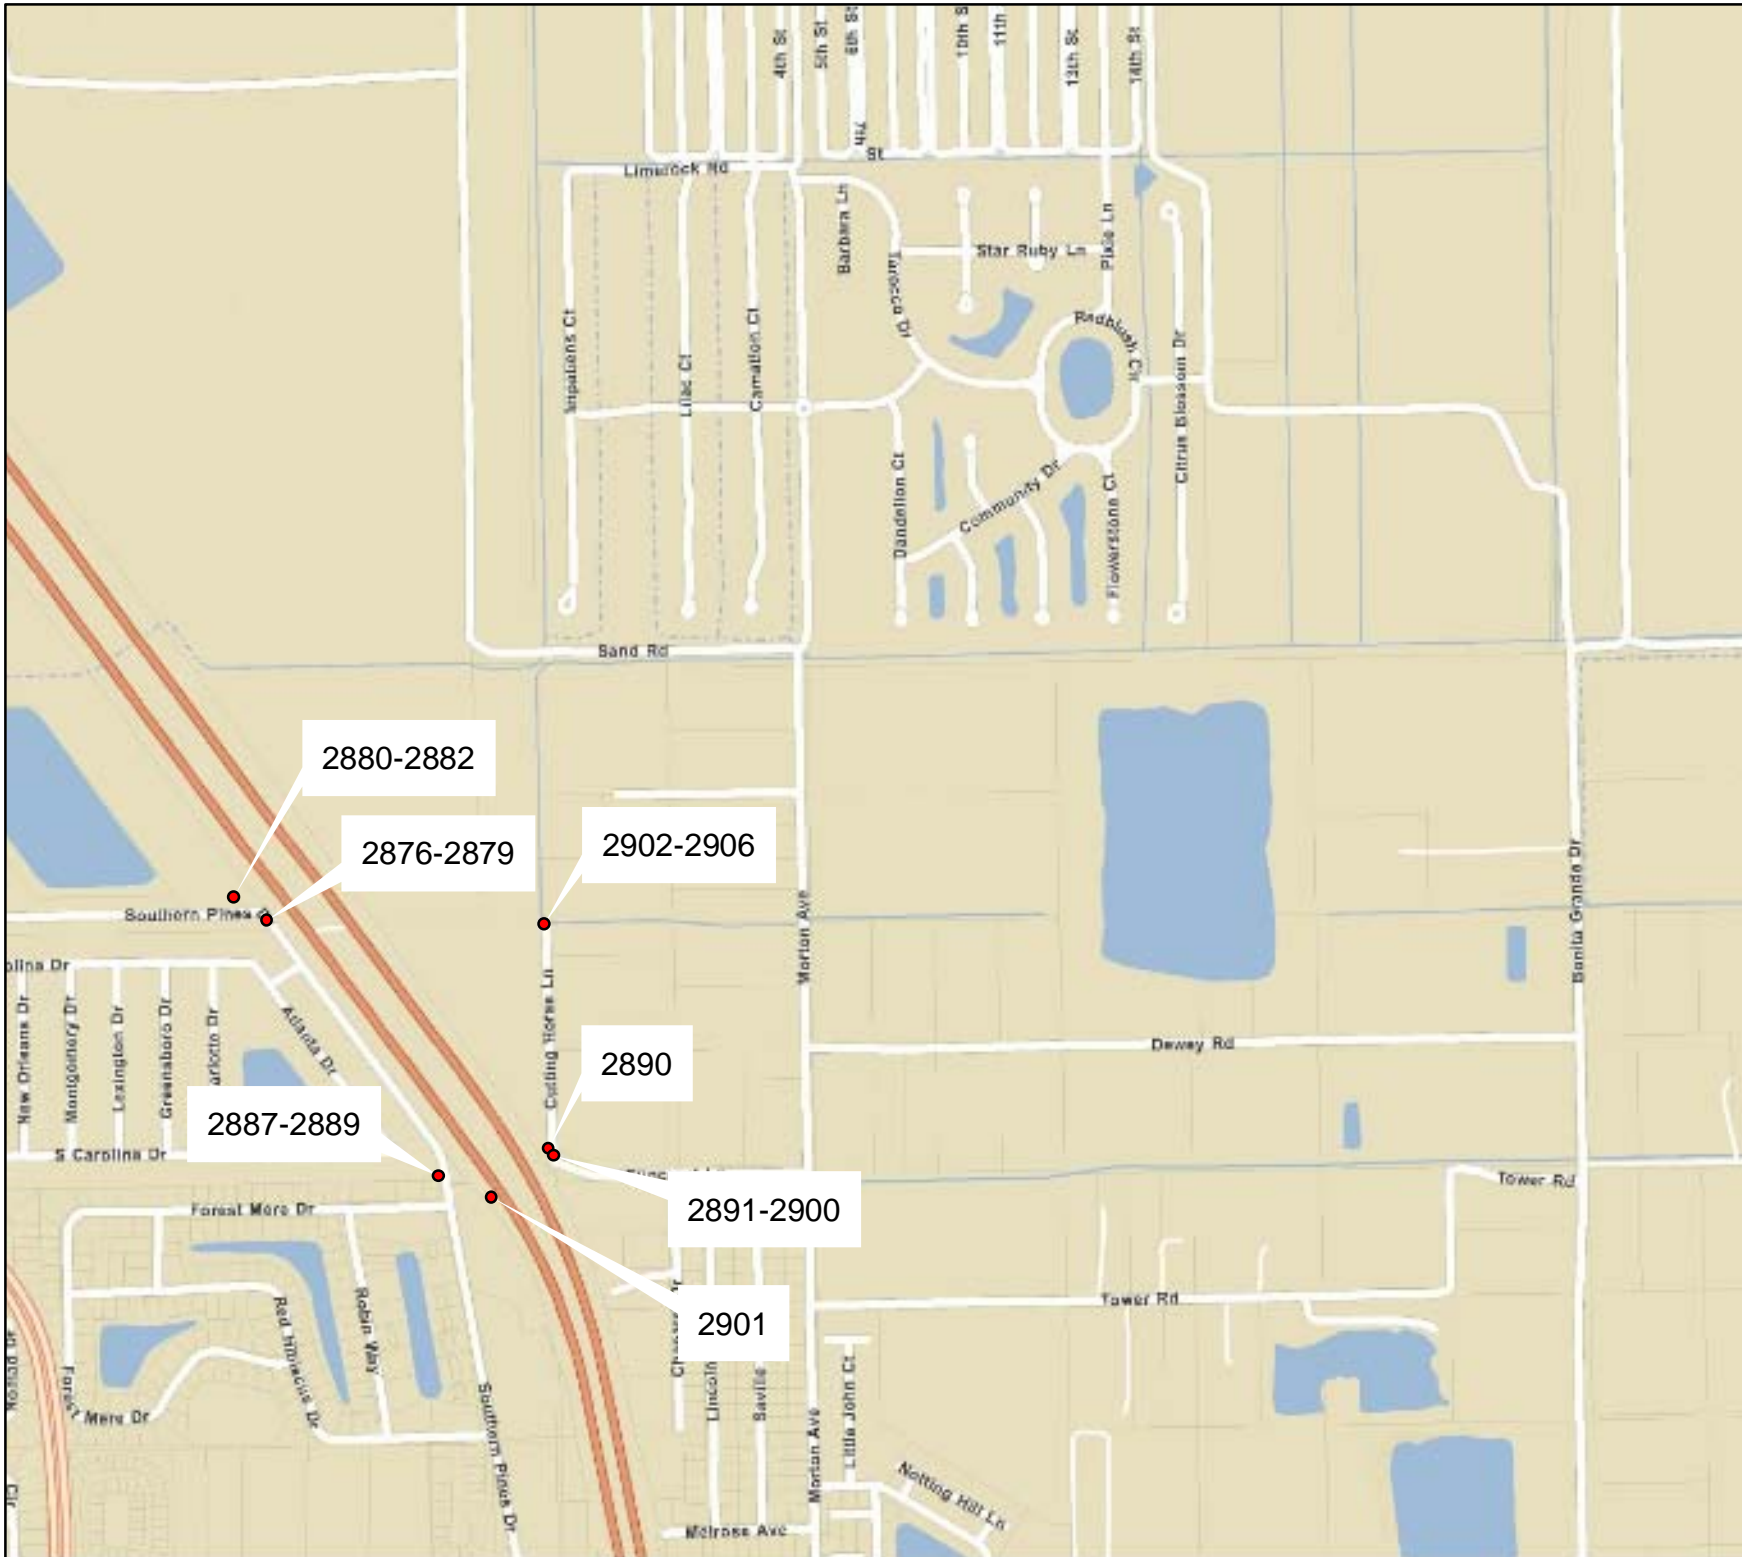 4th St
5th St
6th St
7th
St
10th S
11th
13th St
14th St
Limerock Rd
Barbara Ln
Tarocco Dr
Star Ruby Ln
Pixie Ln
Redblush Cir
Citrus Blossom Dr
Impatiens Ct
Lilac Ct
Carnation Ct
Dandelion Ct
Community Dr
Flowerstone Ct
Sand Rd
2880-2882
2876-2879
2902-2906
Southern Pines
Morton Ave
Bonita Grande Dr
olina Dr
New Orleans Dr
Montgomery Dr
Lexington Dr
Greensboro Dr
arlotte Dr
Atlanta Dr
Cutting Horse Ln
Dewey Rd
2890
2887-2889
S Carolina Dr
2891-2900
Tower Rd
Forest Mere Dr
2901
Tower Rd
Red Hibiscus Dr
Robin Way
Forest Mere Dr
Southern Pines Dr
Lincoln
Saville
Morton Ave
Little John Ct
Notting Hill Ln
Melrose Ave
Cir